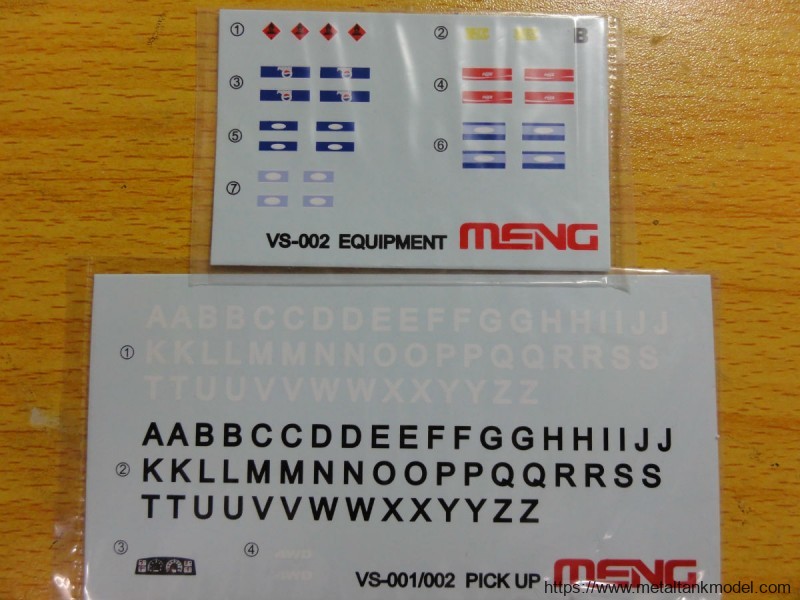 ① ②
B
③ ④
⑤ ⑥
⑦
VS-002 EQUIPMENT MENG
AABBCCDDEEFFGGHHIIJJ
① KKLLMMNNOOPPQQRRSS
TTUUVVWWXXYYZZ
AABBCCDDEEFFGGHHIIJJ
② KKLLMMNNOOPPQQRRSS
TTUUVVWWXXYYZZ
③ ④
VS-001/002 PICK UP MENG
https://www.metaltankmodel.com